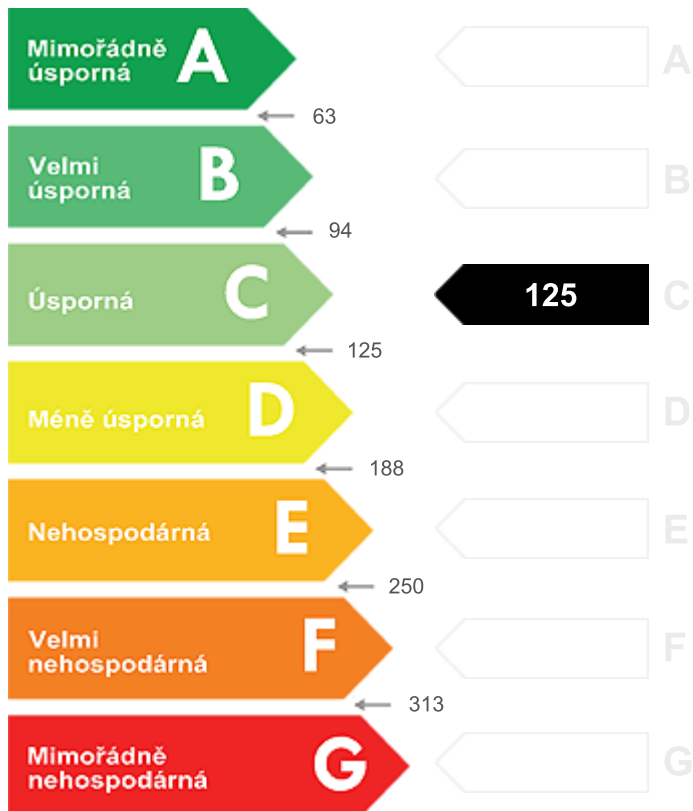 Mimořádně
úsporná
A
A
63
Velmi
úsporná
B
B
94
Úsporná
C
125
C
125
Méně úsporná
D
D
188
Nehospodárná
E
E
250
Velmi
nehospodárná
F
F
313
Mimořádně
nehospodárná
G
G